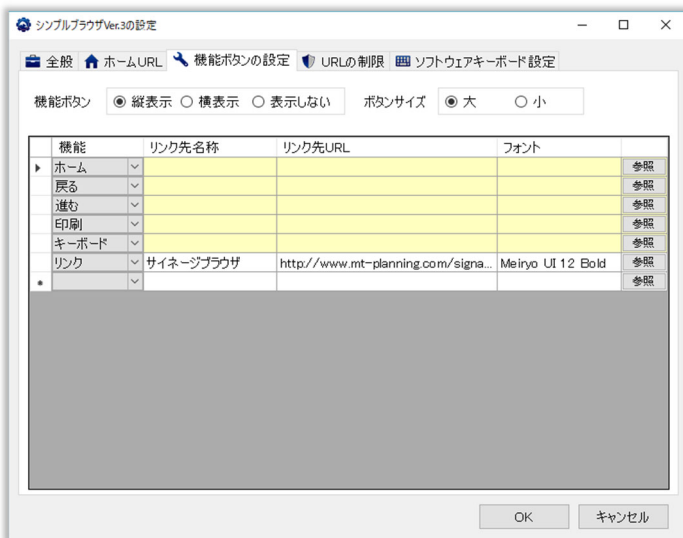 シンプルブラウザVer.3の設定
全般 ホームURL 機能ボタンの設定 URLの制限 ソフトウェアキーボード設定
機能ボタン 縦表示 横表示 表示しない ボタンサイズ 大 小
機能 リンク先名称 リンク先URL フォント
ホーム 参照
戻る 参照
進む 参照
印刷 参照
キーボード 参照
リンク サイネージブラウザ http://www.mt-planning.com/signa... Meiryo UI 12 Bold 参照
参照
OK キャンセル